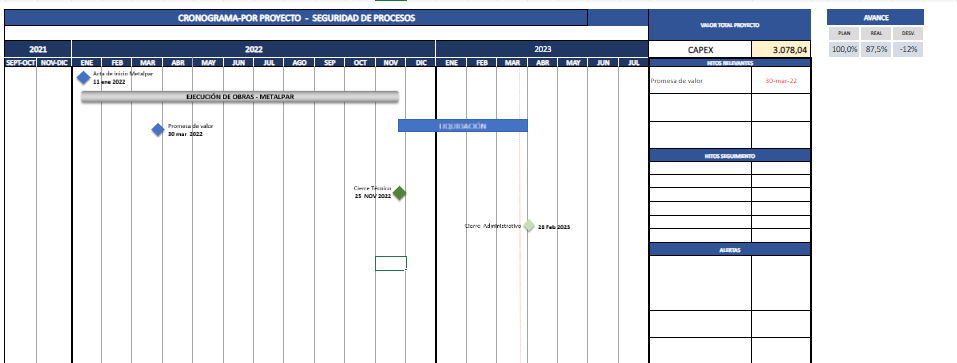 CRONOGRAMA-POR PROYECTO - SEGURIDAD DE PROCESOS
VALOR TOTAL PROYECTO
AVANCE
PLAN REAL DESV.
2021 2022 2023 CAPEX 3.078,04 100,0% 87,5% -12%
SEPT-OCT NOV-DIC ENE FEB MAR ABR MAY JUN JUL AGO SEP OCT NOV DIC ENE FEB MAR ABR MAY JUN JUL HITOS RELEVANTES
Acta de inicio Metalpar
11 ene 2022
Promesa de valor 30-mar-22
EJECUCIÓN DE OBRAS - METALPAR
Promesa de valor
30 mar 2022
LIQUIDACIÓN
HITOS SEGUIMIENTO
Cierre Técnico
25 NOV 2022
Cierre Administrativo 28 Feb 2023
ALERTAS